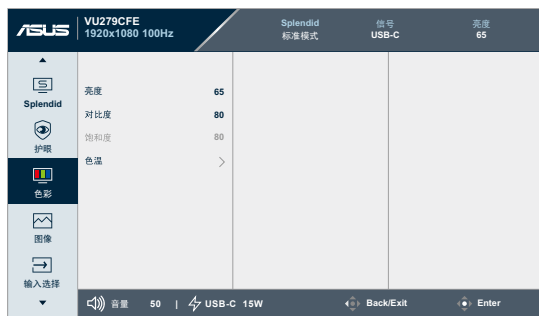 ASUS
VU279CFE
1920x1080 100Hz
Splendid
标准模式
信号
USB-C
亮度
65
Splendid
护眼
色彩
图像
输入选择
亮度 65
对比度 80
饱和度 80
色温
音量 50 | USB-C 15W
Back/Exit
Enter